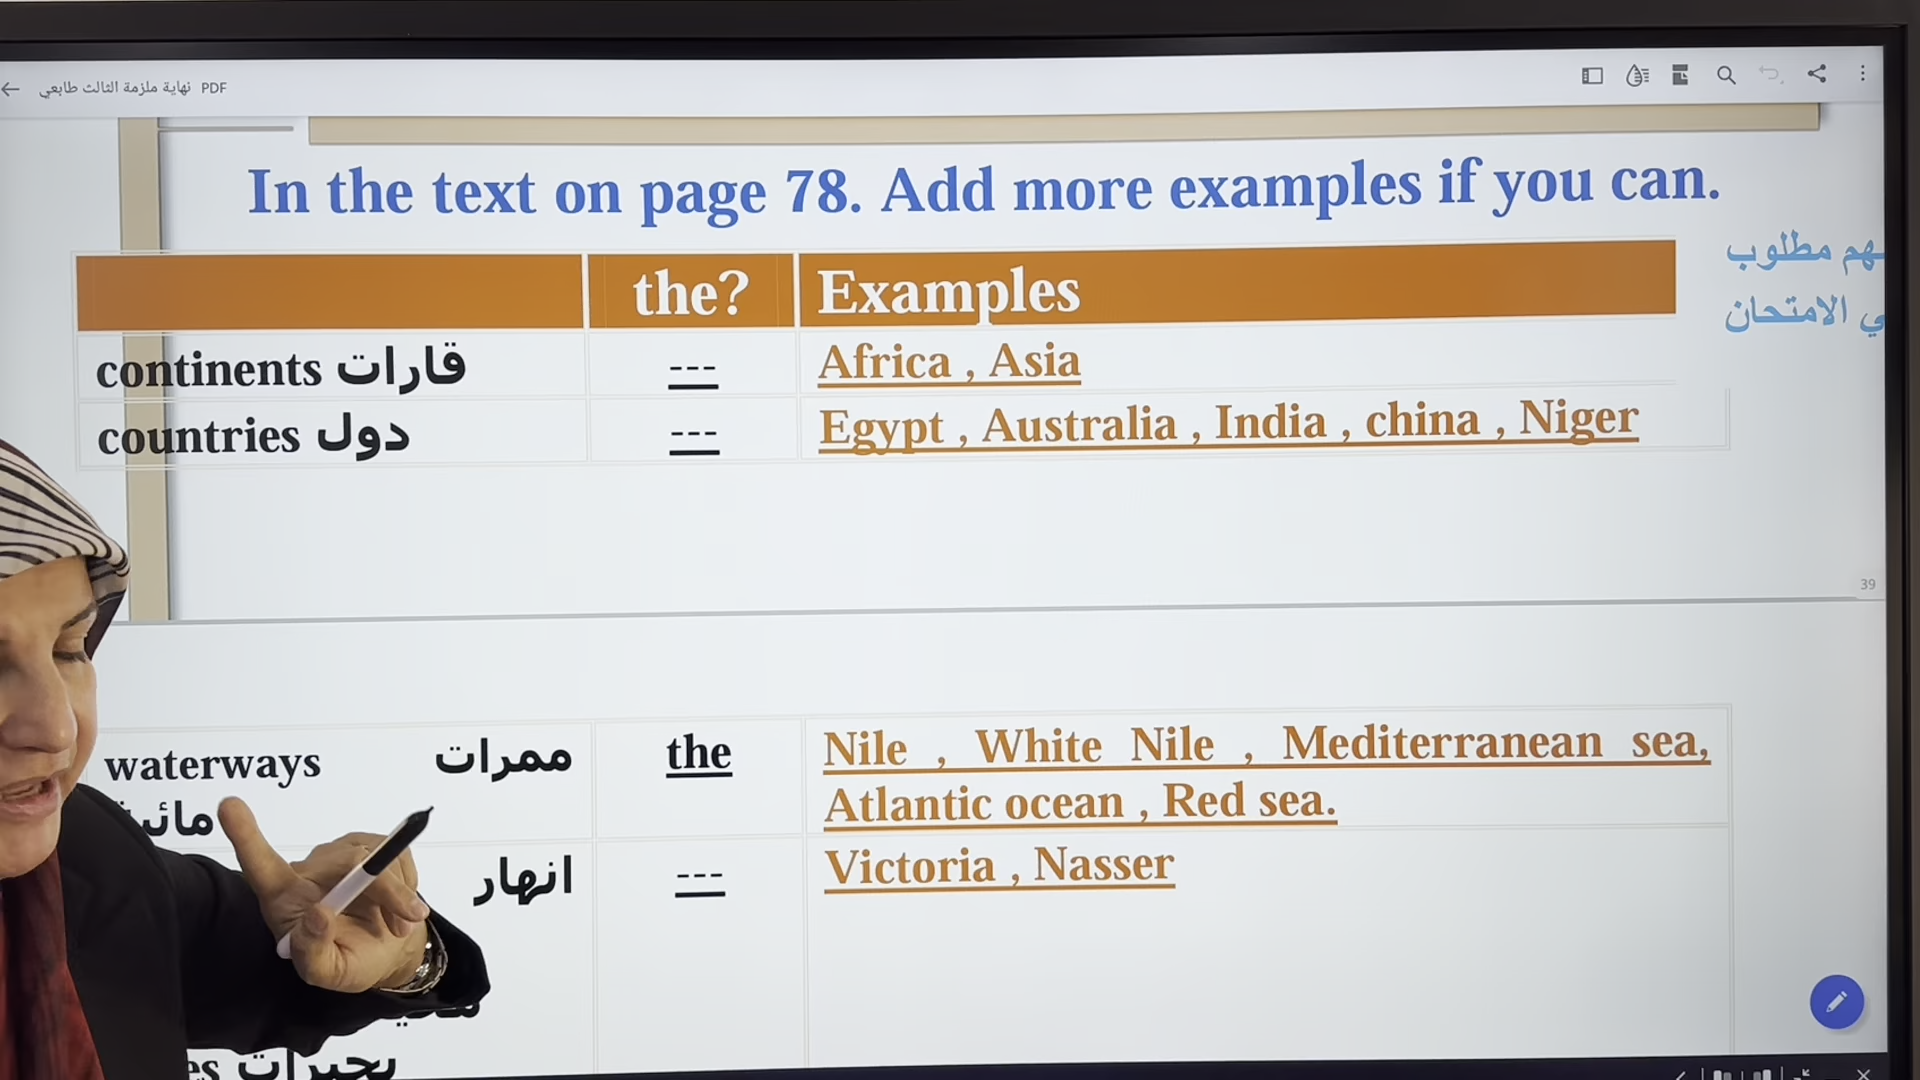 نهاية ملزمة الثالث طابعي PDF
In the text on page 78. Add more examples if you can.
هم مطلوب
ي الامتحان
the? Examples
continents قارات --- Africa , Asia
countries دول --- Egypt , Australia , India , china , Niger
39
waterways ممرات the Nile , White Nile , Mediterranean sea,
Atlantic ocean , Red sea.
انهار --- Victoria , Nasser
es بحيرات